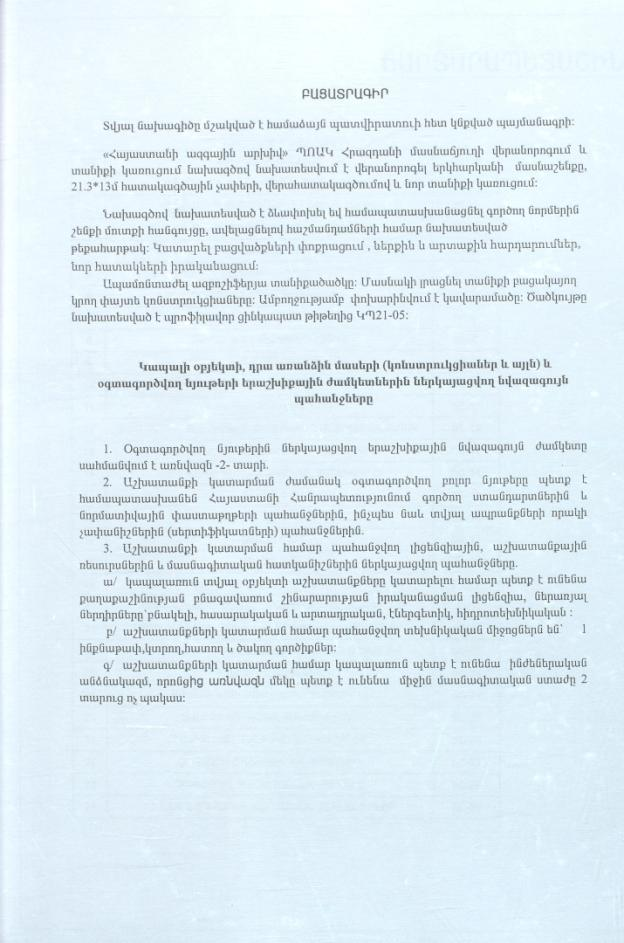 ԲԱՑԱՏՐԱԳԻՐ
Տվյալ նախագիծը մշակված է համաձայն պատվիրատուի հետ կնքված պայմանագրի:
«Հայաստանի ազգային արխիվ» ՊՈԱԿ Հրազդանի մասնաճյուղի վերանորոգում և
տանիքի կառուցում նախագծով նախատեսվում է վերանորոգել երկհարկանի մասնաշենքը,
21.3*13մ հատակագծային չափերի, վերահատակագծումով և նոր տանիքի կառուցում:
Նախագծով նախատեսված է ձևափոխել եվ համապատասխանացնել գործող նորմերին
շենքի մուտքի հանգույցը, ավելացնելով հաշմանդամների համար նախատեսված
թեքահարթակ: Կատարել բացվածքների փոքրացում , ներքին և արտաքին հարդարումներ,
նոր հատակների իրականացում:
Ապամոնտաժել ազբոշիֆերյա տանիքածածկը: Մասնակի լրացնել տանիքի բացակայող
կրող փայտե կոնստրուկցիաները: Ամբողջությամբ փոխարինվում է կավարամածը: Ծածկույթը
նախատեսված է պրոֆիլավոր ցինկապատ թիթեղից ԿՊ21-05:
Կապալի օբյեկտի, դրա առանձին մասերի (կոնստրուկցիաներ և այլն) և
օգտագործվող նյութերի երաշխիքային ժամկետներին ներկայացվող նվազագույն
պահանջները
1. Օգտագործվող նյութերին ներկայացվող երաշխիքային նվազագույն ժամկետը
սահմանվում է առնվազն -2- տարի.
2. Աշխատանքի կատարման ժամանակ օգտագործվող բոլոր նյութերը պետք է
համապատասխանեն Հայաստանի Հանրապետությունում գործող ստանդարտներին և
նորմատիվային փաստաթղթերի պահանջներին, ինչպես նաև տվյալ ապրանքների որակի
չափանիշներին (սերտիֆիկատների) պահանջներին.
3. Աշխատանքի կատարման համար պահանջվող լիցենզիային, աշխատանքային
ռեսուրսներին և մասնագիտական հատկանիշներին ներկայացվող պահանջները.
ա/ կապալառուն տվյալ օբյեկտի աշխատանքները կատարելու համար պետք է ունենա
քաղաքաշինության բնագավառում շինարարության իրականացման լիցենզիա, ներառյալ
ներդիրները`բնակելի, հասարակական և արտադրական, էներգետիկ, հիդրոտեխնիկական :
բ/ աշխատանքների կատարման համար պահանջվող տեխնիկական միջոցներն են` 1
ինքնաթափ,կտրող,հատող և ծակող գործիքներ:
գ/ աշխատանքների կատարման համար կապալառուն պետք է ունենա ինժեներական
անձնակազմ, որոնցից առնվազն մեկը պետք է ունենա միջին մասնագիտական ստաժը 2
տարուց ոչ պակաս: